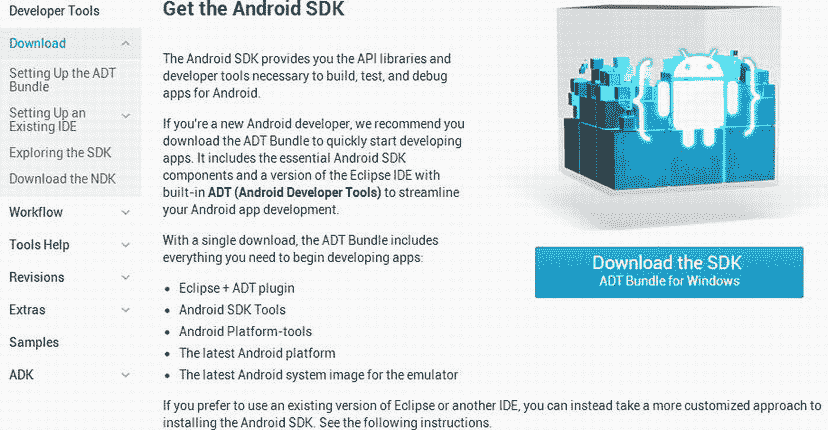 Developer Tools
Download
Setting Up the ADT
Bundle
Setting Up an
Existing IDE
Exploring the SDK
Download the NDK
Workflow
Tools Help
Revisions
Extras
Samples
ADK
Get the Android SDK
The Android SDK provides you the API libraries and
developer tools necessary to build, test, and debug
apps for Android.
If you're a new Android developer, we recommend you
download the ADT Bundle to quickly start developing
apps. It includes the essential Android SDK
components and a version of the Eclipse IDE with
built-in ADT (Android Developer Tools) to streamline
your Android app development.
With a single download, the ADT Bundle includes
everything you need to begin developing apps:
• Eclipse + ADT plugin
• Android SDK Tools
• Android Platform-tools
• The latest Android platform
• The latest Android system image for the emulator
If you prefer to use an existing version of Eclipse or another IDE, you can instead take a more customized approach to
installing the Android SDK. See the following instructions.
{ }
Download the SDK
ADT Bundle for Windows